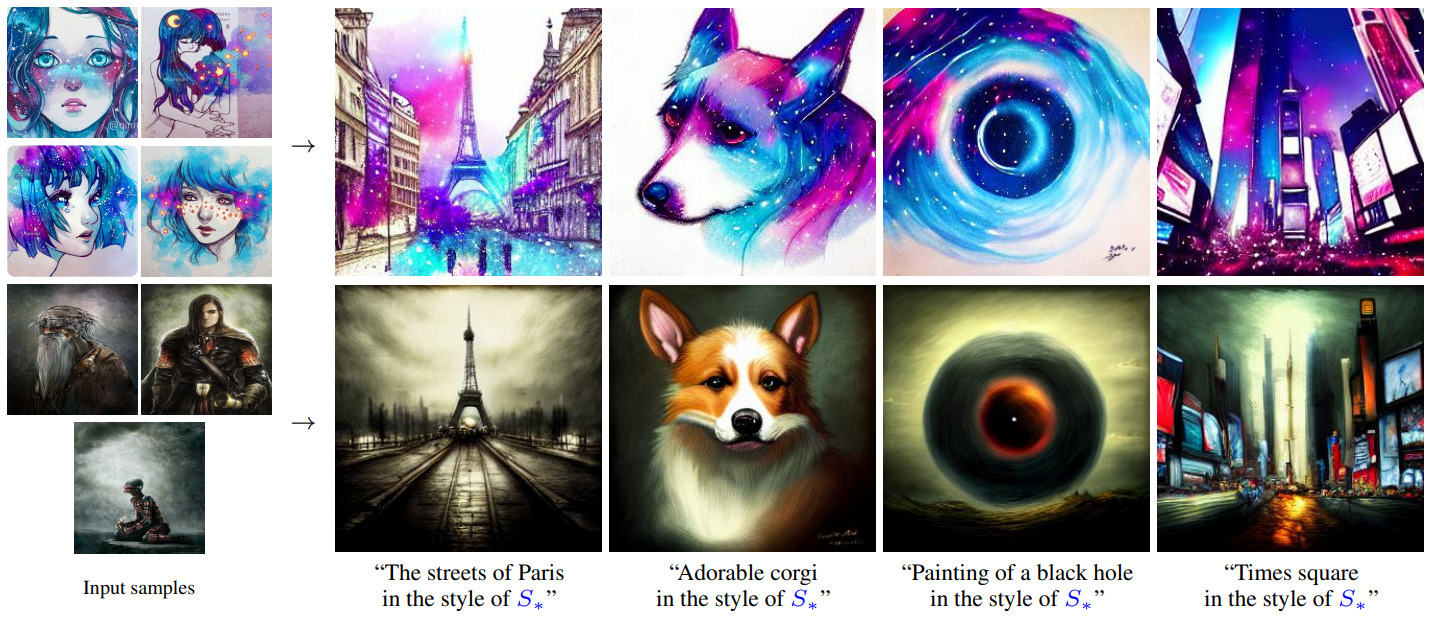 @qinn
Input samples
“The streets of Paris
in the style of S*”
“Adorable corgi
in the style of S*”
“Painting of a black hole
in the style of S*”
“Times square
in the style of S*”